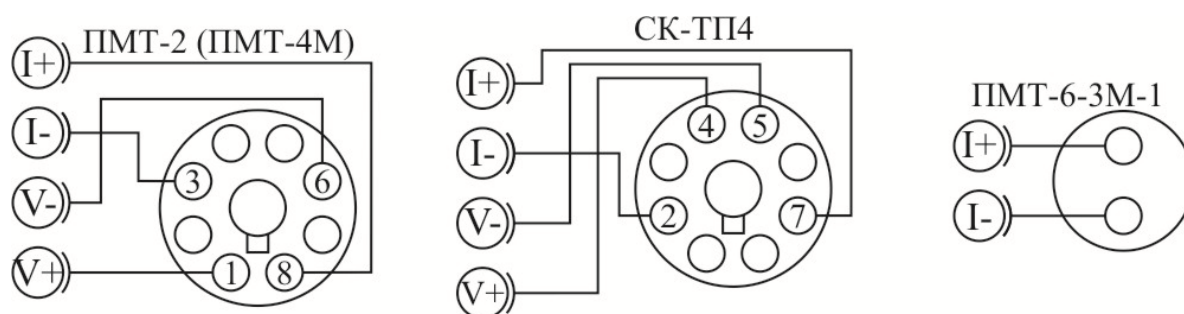 ПМТ-2 (ПМТ-4М)
I+
I-
V-
V+
3
6
1
8
СК-ТП4
I+
I-
V-
V+
4
5
2
7
ПМТ-6-3М-1
I+
I-